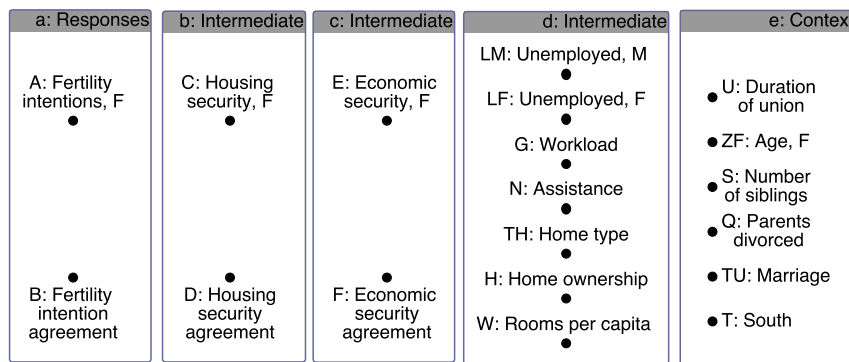 a: Responses
A: Fertility
intentions, F
B: Fertility
intention
agreement
b: Intermediate
C: Housing
security, F
D: Housing
security
agreement
c: Intermediate
E: Economic
security, F
F: Economic
security
agreement
d: Intermediate
LM: Unemployed, M
LF: Unemployed, F
G: Workload
N: Assistance
TH: Home type
H: Home ownership
W: Rooms per capita
e: Contex
U: Duration
of union
ZF: Age, F
S: Number
of siblings
Q: Parents
divorced
TU: Marriage
T: South